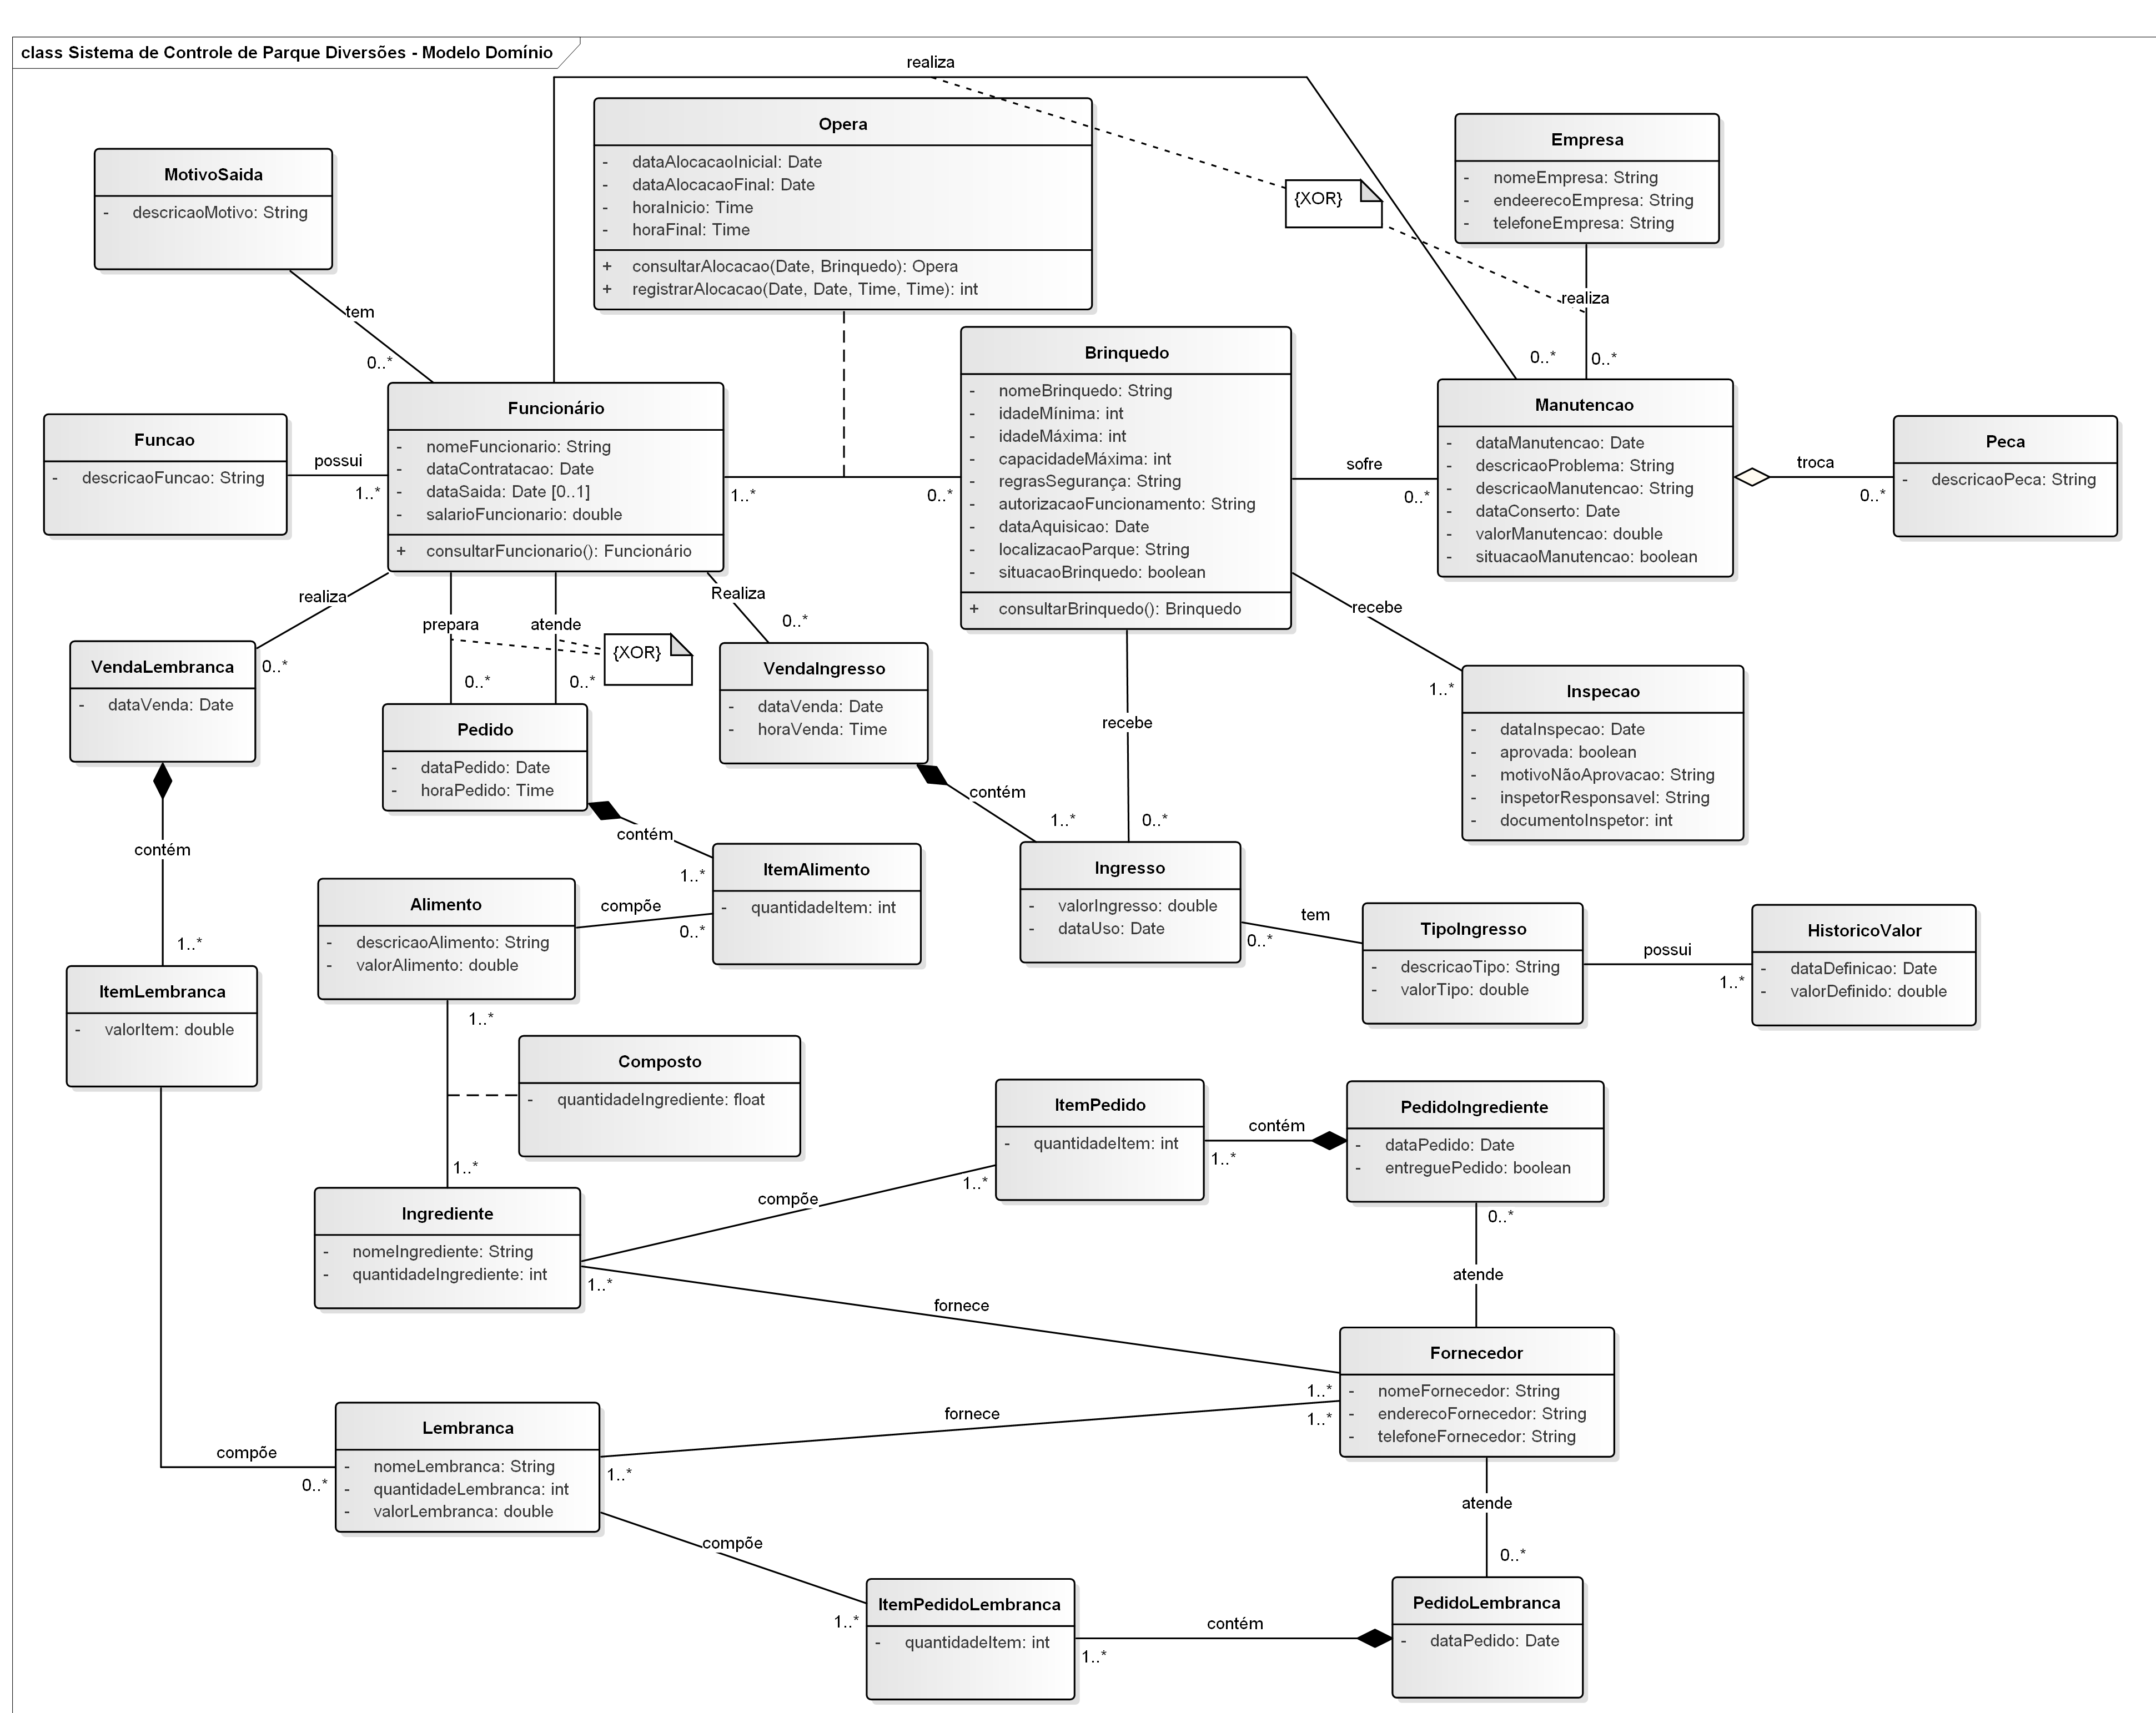 class Sistema de Controle de Parque Diversões - Modelo Domínio
realiza
Opera
- dataAlocacaoInicial: Date
- dataAlocacaoFinal: Date
- horaInicio: Time
- horaFinal: Time
+ consultarAlocacao(Date, Brinquedo): Opera
+ registrarAlocacao(Date, Date, Time, Time): int
{XOR}
Empresa
- nomeEmpresa: String
- endeerecoEmpresa: String
- telefoneEmpresa: String
realiza
0..*
0..*
MotivoSaida
- descricaoMotivo: String
tem
0..*
Funcao
- descricaoFuncao: String
possui
1..*
Funcionário
- nomeFuncionario: String
- dataContratacao: Date
- dataSaida: Date [0..1]
- salarioFuncionario: double
+ consultarFuncionario(): Funcionário
1..*
0..*
Brinquedo
- nomeBrinquedo: String
- idadeMínima: int
- idadeMáxima: int
- capacidadeMáxima: int
- regrasSegurança: String
- autorizacaoFuncionamento: String
- dataAquisicao: Date
- localizacaoParque: String
- situacaoBrinquedo: boolean
+ consultarBrinquedo(): Brinquedo
sofre
0..*
Manutencao
- dataManutencao: Date
- descricaoProblema: String
- descricaoManutencao: String
- dataConserto: Date
- valorManutencao: double
- situacaoManutencao: boolean
troca
0..*
Peca
- descricaoPeca: String
realiza
0..*
prepara
0..*
atende
0..*
{XOR}
Realiza
0..*
recebe
1..*
VendaLembranca
- dataVenda: Date
Pedido
- dataPedido: Date
- horaPedido: Time
VendaIngresso
- dataVenda: Date
- horaVenda: Time
recebe
0..*
Inspecao
- dataInspecao: Date
- aprovada: boolean
- motivoNãoAprovacao: String
- inspetorResponsavel: String
- documentoInspetor: int
contém
1..*
contém
1..*
contém
1..*
ItemAlimento
- quantidadeItem: int
compõe
0..*
Alimento
- descricaoAlimento: String
- valorAlimento: double
1..*
Ingresso
- valorIngresso: double
- dataUso: Date
tem
0..*
TipoIngresso
- descricaoTipo: String
- valorTipo: double
possui
1..*
HistoricoValor
- dataDefinicao: Date
- valorDefinido: double
ItemLembranca
- valorItem: double
Composto
- quantidadeIngrediente: float
1..*
ItemPedido
- quantidadeItem: int
contém
1..*
PedidoIngrediente
- dataPedido: Date
- entreguePedido: boolean
0..*
compõe
1..*
Ingrediente
- nomeIngrediente: String
- quantidadeIngrediente: int
1..*
fornece
1..*
atende
Fornecedor
- nomeFornecedor: String
- enderecoFornecedor: String
- telefoneFornecedor: String
fornece
1..*
1..*
compõe
0..*
Lembranca
- nomeLembranca: String
- quantidadeLembranca: int
- valorLembranca: double
compõe
1..*
atende
0..*
ItemPedidoLembranca
- quantidadeItem: int
contém
1..*
PedidoLembranca
- dataPedido: Date